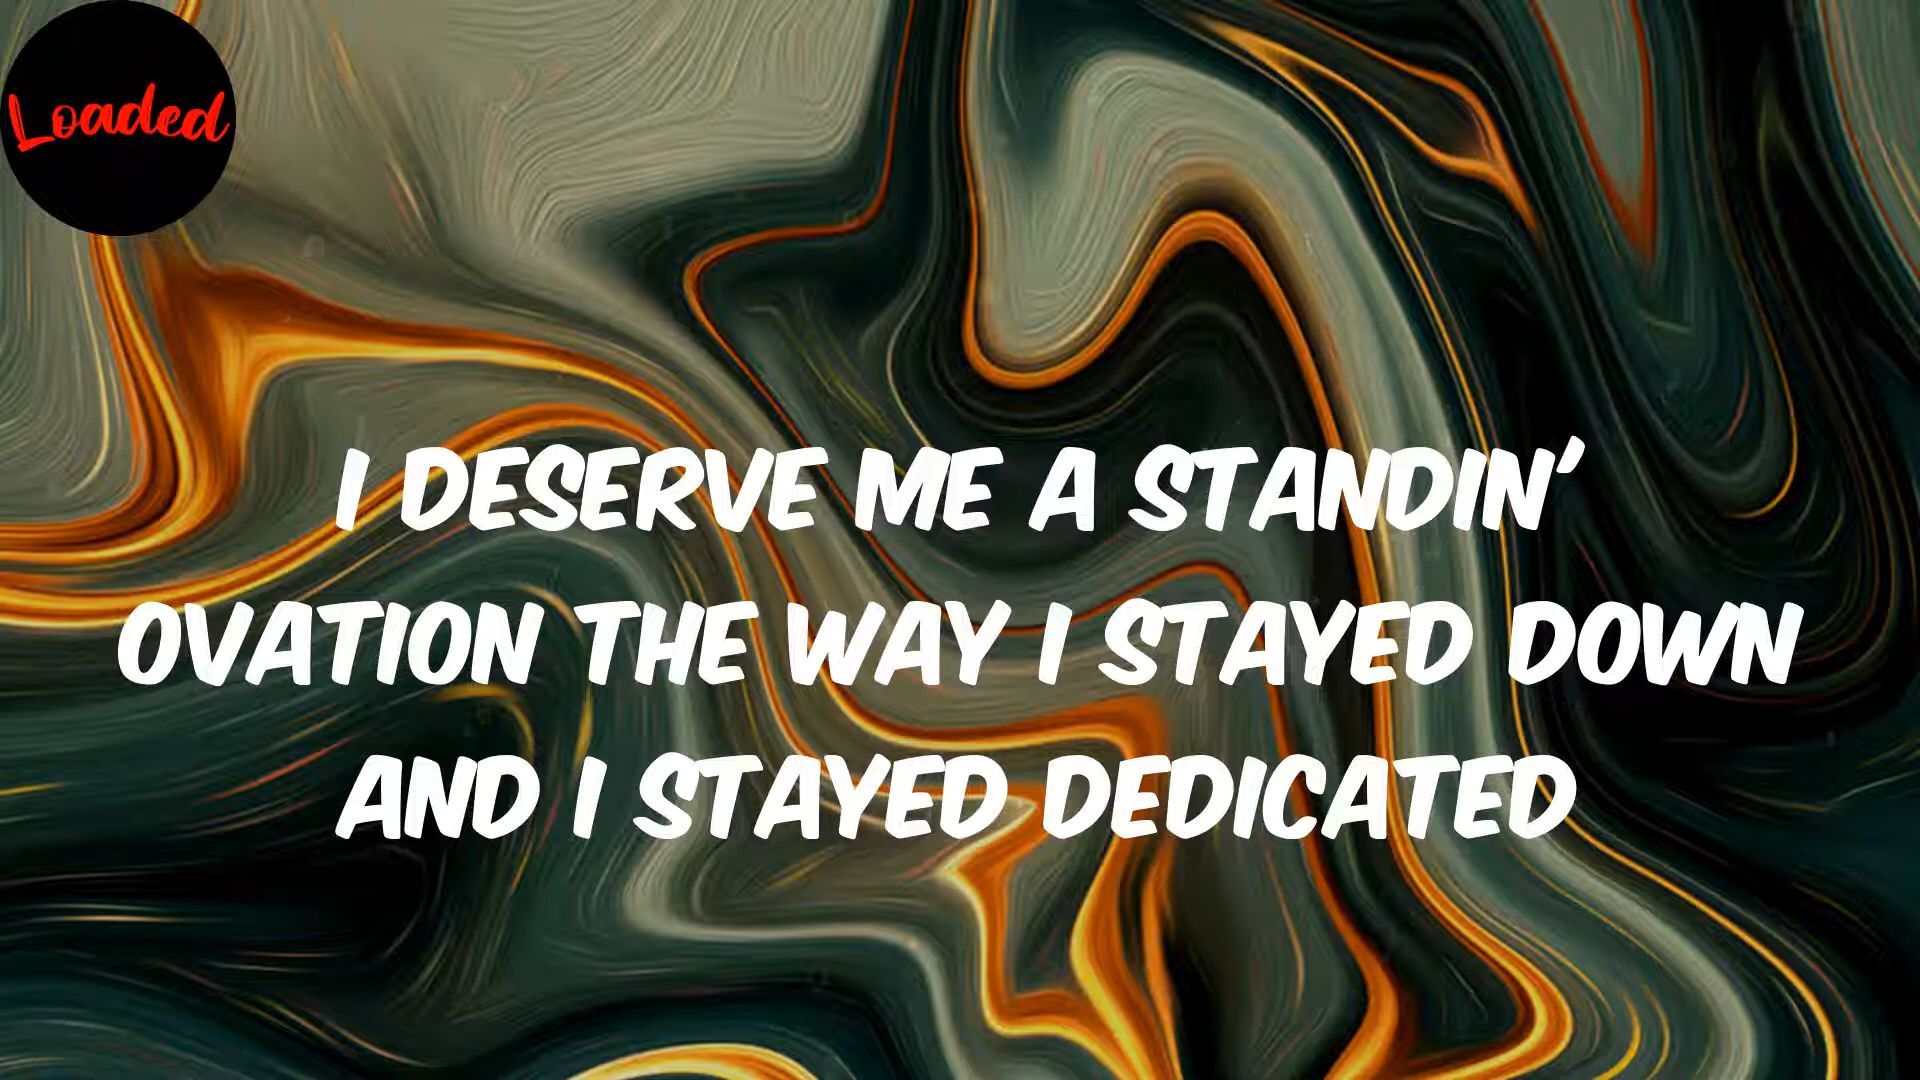 Loaded
I DESERVE ME A STANDIN'
OVATION THE WAY I STAYED DOWN
AND I STAYED DEDICATED